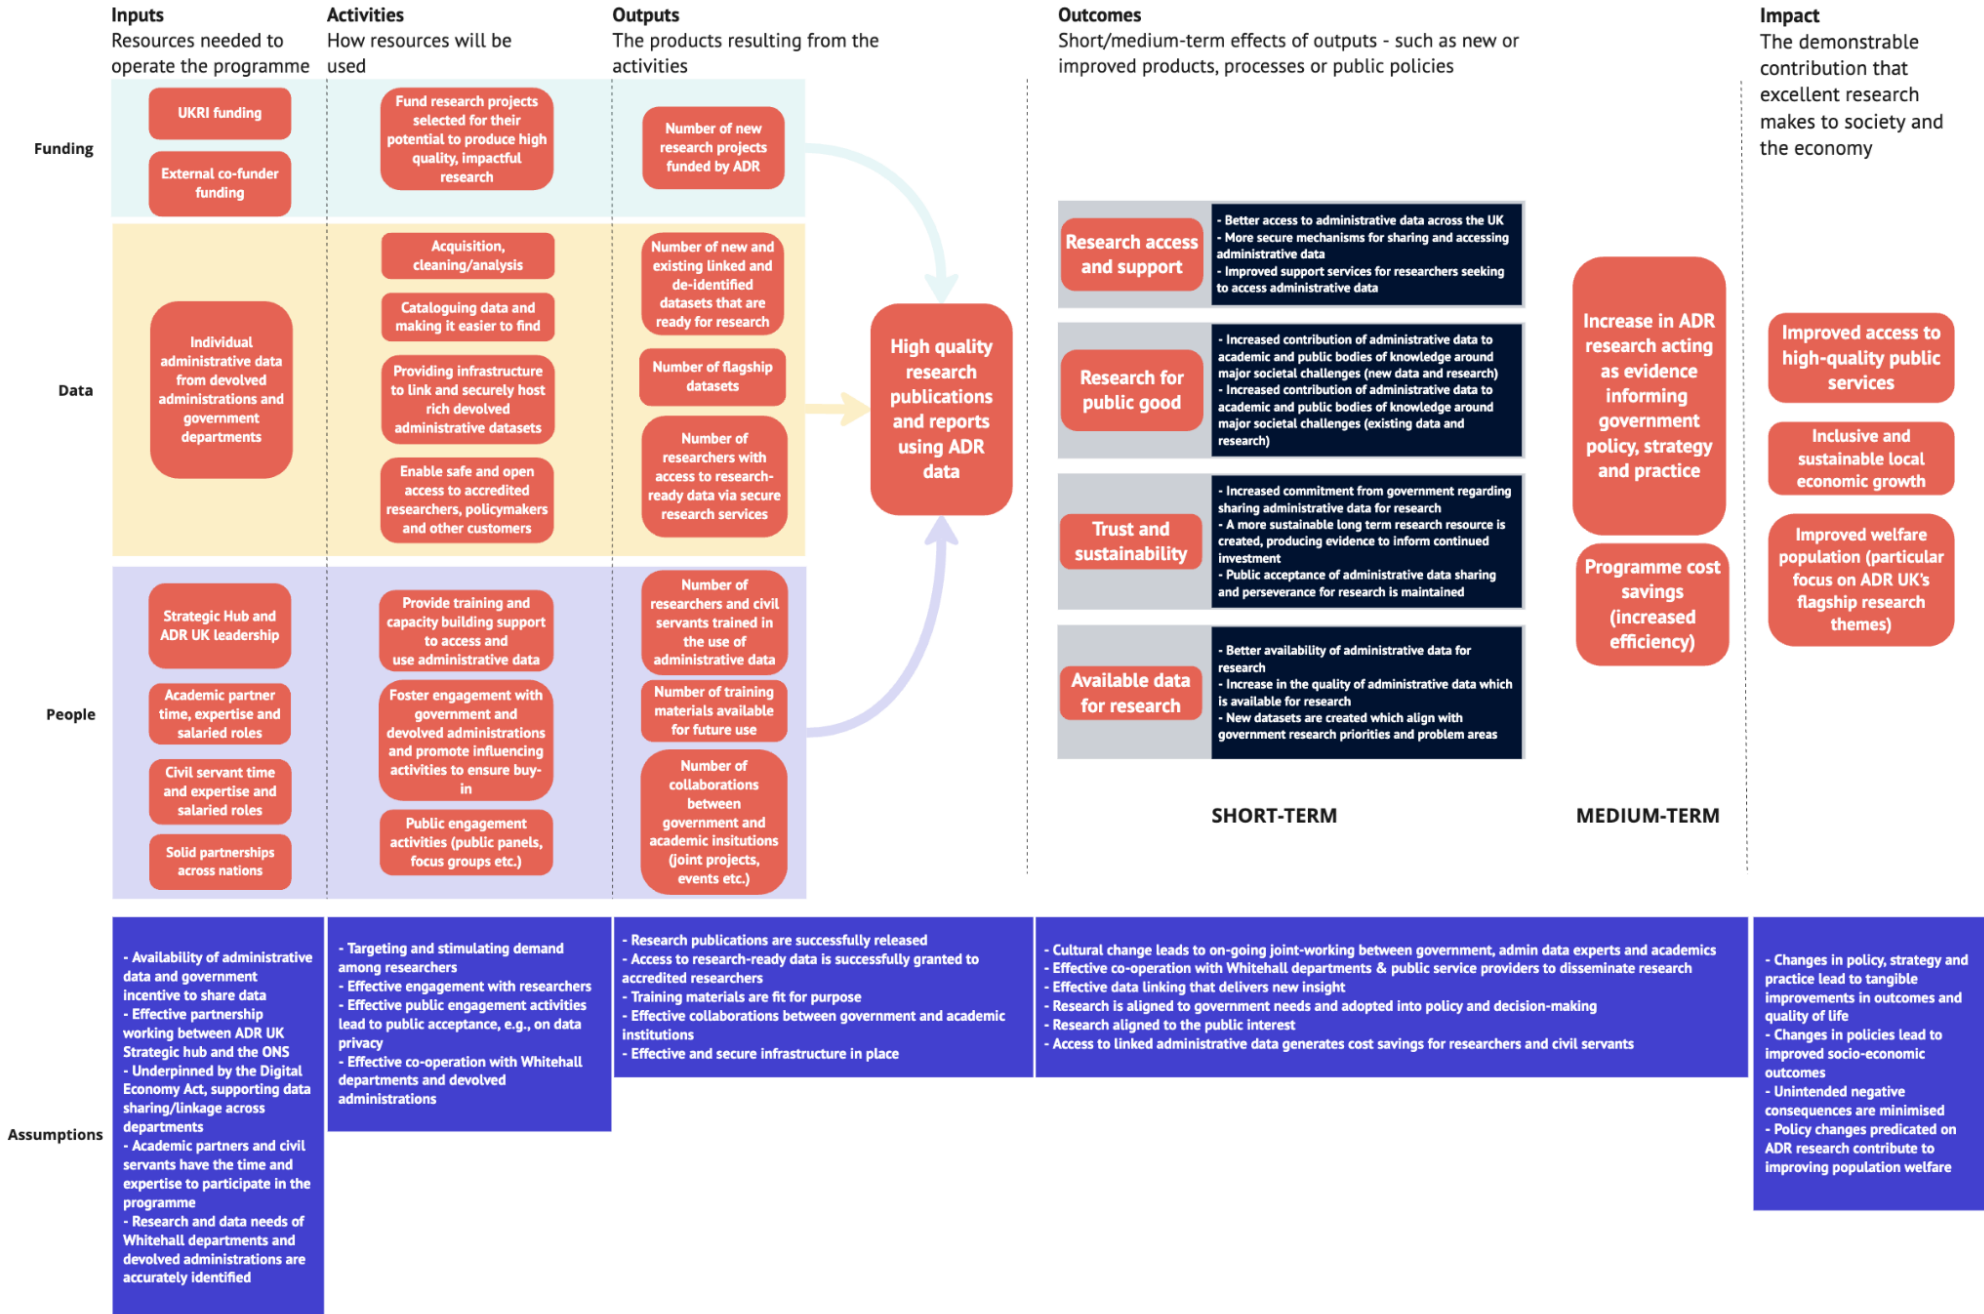 Inputs
Resources needed to
operate the programme
Activities
How resources will be
used
Outputs
The products resulting from the
activities
Outcomes
Short/medium-term effects of outputs - such as new or
improved products, processes or public policies
Impact
The demonstrable
contribution that
excellent research
makes to society and
the economy
Funding
UKRI funding
External co-funder
funding
Fund research projects
selected for their
potential to produce high
quality, impactful
research
Number of new
research projects
funded by ADR
Data
Individual
administrative data
from devolved
administrations and
government
departments
Acquisition,
cleaning/analysis
Cataloguing data and
making it easier to find
Providing infrastructure
to link and securely host
rich devolved
administrative datasets
Enable safe and open
access to accredited
researchers, policymakers
and other customers
Number of new and
existing linked and
de-identified
datasets that are
ready for research
Number of flagship
datasets
Number of
researchers with
access to research-
ready data via secure
research services
People
Strategic Hub and
ADR UK leadership
Academic partner
time, expertise and
salaried roles
Civil servant time
and expertise and
salaried roles
Solid partnerships
across nations
Provide training and
capacity building support
to access and
use administrative data
Foster engagement with
government and
devolved administrations
and promote influencing
activities to ensure buy-
in
Public engagement
activities (public panels,
focus groups etc.)
Number of
researchers and civil
servants trained in
the use of
administrative data
Number of training
materials available
for future use
Number of
collaborations
between
government and
academic insitutions
(joint projects,
events etc.)
High quality
research
publications
and reports
using ADR
data
Research access
and support
- Better access to administrative data across the UK
- More secure mechanisms for sharing and accessing
administrative data
- Improved support services for researchers seeking
to access administrative data
Research for
public good
- Increased contribution of administrative data to
academic and public bodies of knowledge around
major societal challenges (new data and research)
- Increased contribution of administrative data to
academic and public bodies of knowledge around
major societal challenges (existing data and
research)
Trust and
sustainability
- Increased commitment from government regarding
sharing administrative data for research
- A more sustainable long term research resource is
created, producing evidence to inform continued
investment
- Public acceptance of administrative data sharing
and perseverance for research is maintained
Available data
for research
- Better availability of administrative data for
research
- Increase in the quality of administrative data which
is available for research
- New datasets are created which align with
government research priorities and problem areas
SHORT-TERM
Increase in ADR
research acting
as evidence
informing
government
policy, strategy
and practice
Programme cost
savings
(increased
efficiency)
MEDIUM-TERM
Improved access to
high-quality public
services
Inclusive and
sustainable local
economic growth
Improved welfare
population (particular
focus on ADR UK's
flagship research
themes)
Assumptions
- Availability of administrative
data and government
incentive to share data
- Effective partnership
working between ADR UK
Strategic hub and the ONS
- Underpinned by the Digital
Economy Act, supporting data
sharing/linkage across
departments
- Academic partners and civil
servants have the time and
expertise to participate in the
programme
- Research and data needs of
Whitehall departments and
devolved administrations are
accurately identified
- Targeting and stimulating demand
among researchers
- Effective engagement with researchers
- Effective public engagement activities
lead to public acceptance, e.g., on data
privacy
- Effective co-operation with Whitehall
departments and devolved
administrations
- Research publications are successfully released
- Access to research-ready data is successfully granted to
accredited researchers
- Training materials are fit for purpose
- Effective collaborations between government and academic
institutions
- Effective and secure infrastructure in place
- Cultural change leads to on-going joint-working between government, admin data experts and academics
- Effective co-operation with Whitehall departments & public service providers to disseminate research
- Effective data linking that delivers new insight
- Research is aligned to government needs and adopted into policy and decision-making
- Research aligned to the public interest
- Access to linked administrative data generates cost savings for researchers and civil servants
- Changes in policy, strategy and
practice lead to tangible
improvements in outcomes and
quality of life
- Changes in policies lead to
improved socio-economic
outcomes
- Unintended negative
consequences are minimised
- Policy changes predicated on
ADR research contribute to
improving population welfare